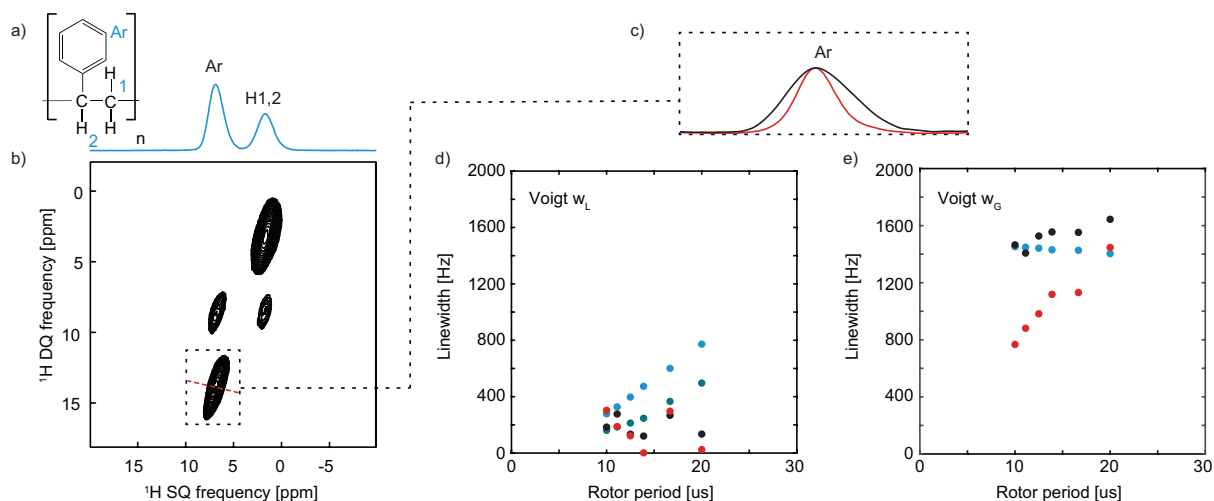 a)
Ar
H
1
C
C
H
H
2
n
Ar
H1,2
b)
0
5
10
15
¹H DQ frequency [ppm]
15
10
5
0
-5
¹H SQ frequency [ppm]
c)
Ar
d)
Voigt w_L
2000
1600
1200
800
400
0
Linewidth [Hz]
0
10
20
30
Rotor period [us]
e)
Voigt w_G
2000
1600
1200
800
400
0
Linewidth [Hz]
0
10
20
30
Rotor period [us]